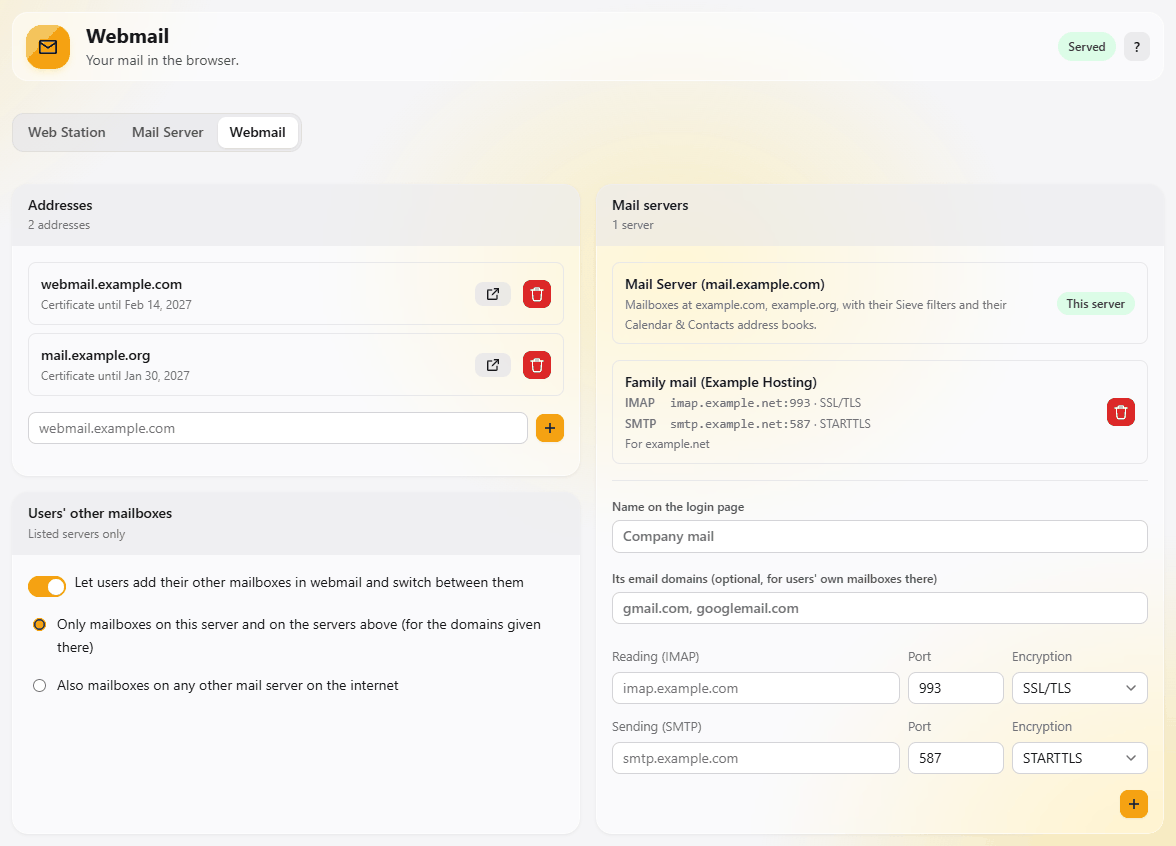 Webmail
Your mail in the browser.
Served
?
Web Station
Mail Server
Webmail
Addresses
2 addresses
webmail.example.com
Certificate until Feb 14, 2027
mail.example.org
Certificate until Jan 30, 2027
webmail.example.com
Users' other mailboxes
Listed servers only
Let users add their other mailboxes in webmail and switch between them
Only mailboxes on this server and on the servers above (for the domains given
there)
Also mailboxes on any other mail server on the internet
Mail servers
1 server
Mail Server (mail.example.com)
Mailboxes at example.com, example.org, with their Sieve filters and their
Calendar & Contacts address books.
This server
Family mail (Example Hosting)
IMAP imap.example.net:993 · SSL/TLS
SMTP smtp.example.net:587 · STARTTLS
For example.net
Name on the login page
Company mail
Its email domains (optional, for users' own mailboxes there)
gmail.com, googlemail.com
Reading (IMAP) Port Encryption
imap.example.com 993 SSL/TLS
Sending (SMTP) Port Encryption
smtp.example.com 587 STARTTLS